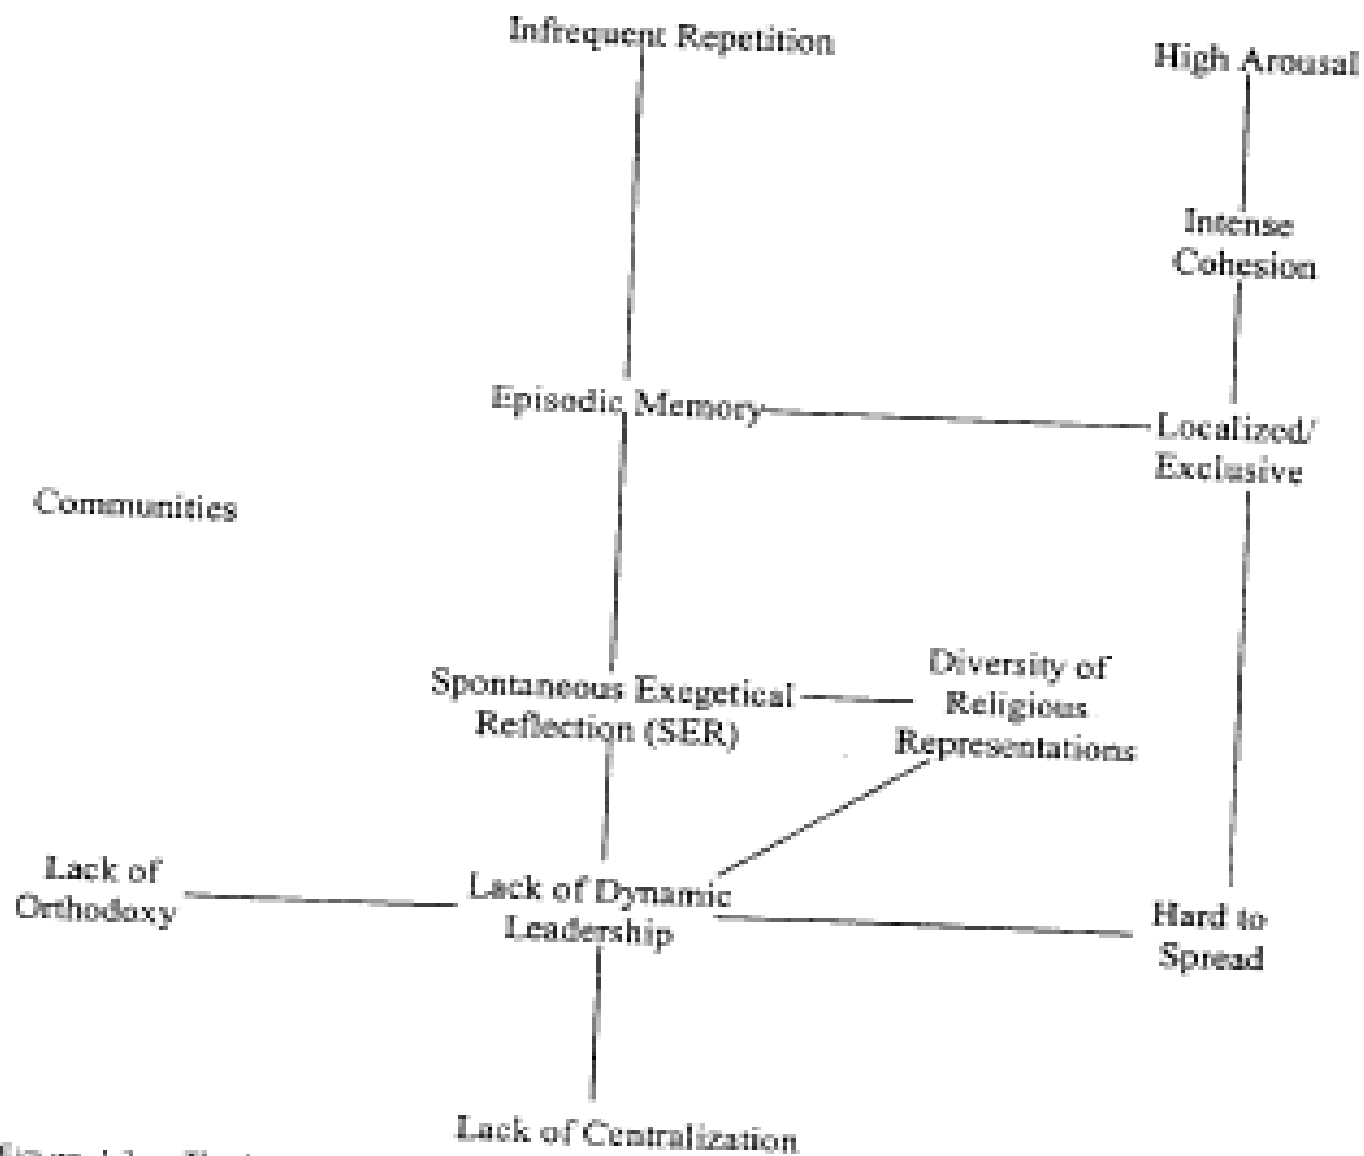 Infrequent Repetition
High Arousal
Intense
Cohesion
Episodic Memory
Localized/
Exclusive
Communities
Spontaneous Exegetical
Reflection (SER)
Diversity of
Religious
Representations
Lack of
Orthodoxy
Lack of Dynamic
Leadership
Hard to
Spread
Lack of Centralization